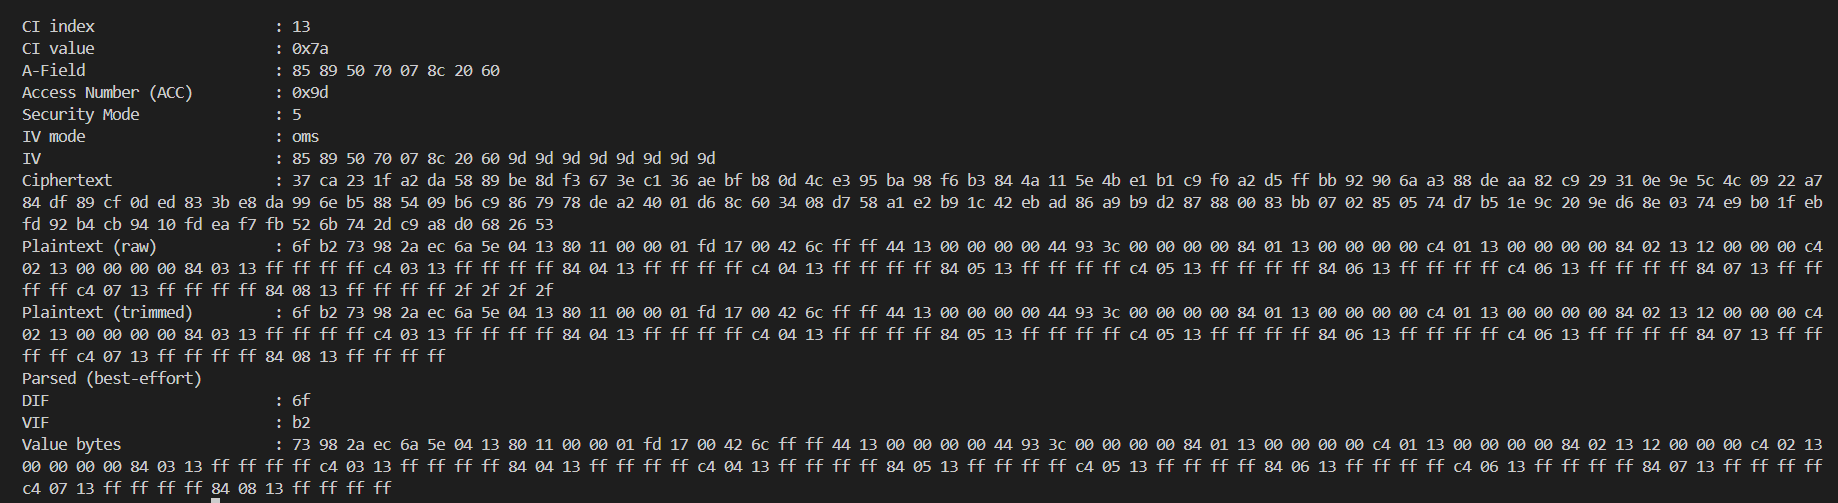 CI index : 13
CI value : 0x7a
A-Field : 85 89 50 70 07 8c 20 60
Access Number (ACC) : 0x9d
Security Mode : 5
IV mode : oms
IV : 85 89 50 70 07 8c 20 60 9d 9d 9d 9d 9d 9d 9d 9d
Ciphertext : 37 ca 23 1f a2 da 58 89 be 8d f3 67 3e c1 36 ae bf b8 0d 4c e3 95 ba 98 f6 b3 84 4a 11 5e 4b e1 b1 c9 f0 a2 d5 ff bb 92 90 6a a3 88 de aa 82 c9 29 31 0e 9e 5c 4c 09 22 a7
84 df 89 cf 0d ed 83 3b e8 da 99 6e b5 88 54 09 b6 c9 86 79 78 de a2 40 01 d6 8c 60 34 08 d7 58 a1 e2 b9 1c 42 eb ad 86 a9 b9 d2 87 88 00 83 bb 07 02 85 05 74 d7 b5 1e 9c 20 9e d6 8e 03 74 e9 b0 1f eb
fd 92 b4 cb 94 10 fd ea f7 fb 52 6b 74 2d c9 a8 d0 68 26 53
Plaintext (raw) : 6f b2 73 98 2a ec 6a 5e 04 13 80 11 00 00 01 fd 17 00 42 6c ff ff 44 13 00 00 00 00 44 93 3c 00 00 00 00 84 01 13 00 00 00 00 c4 01 13 00 00 00 00 84 02 13 12 00 00 00 c4
02 13 00 00 00 00 84 03 13 ff ff ff ff c4 03 13 ff ff ff ff 84 04 13 ff ff ff ff c4 04 13 ff ff ff ff 84 05 13 ff ff ff ff c4 05 13 ff ff ff ff 84 06 13 ff ff ff ff c4 06 13 ff ff ff ff 84 07 13 ff ff
ff ff c4 07 13 ff ff ff ff 84 08 13 ff ff ff ff 2f 2f 2f 2f
Plaintext (trimmed) : 6f b2 73 98 2a ec 6a 5e 04 13 80 11 00 00 01 fd 17 00 42 6c ff ff 44 13 00 00 00 00 44 93 3c 00 00 00 00 84 01 13 00 00 00 00 c4 01 13 00 00 00 00 84 02 13 12 00 00 00 c4
02 13 00 00 00 00 84 03 13 ff ff ff ff c4 03 13 ff ff ff ff 84 04 13 ff ff ff ff c4 04 13 ff ff ff ff 84 05 13 ff ff ff ff c4 05 13 ff ff ff ff 84 06 13 ff ff ff ff c4 06 13 ff ff ff ff 84 07 13 ff ff
ff ff c4 07 13 ff ff ff ff 84 08 13 ff ff ff ff
Parsed (best-effort)
DIF : 6f
VIF : b2
Value bytes : 73 98 2a ec 6a 5e 04 13 80 11 00 00 01 fd 17 00 42 6c ff ff 44 13 00 00 00 00 44 93 3c 00 00 00 00 84 01 13 00 00 00 00 c4 01 13 00 00 00 00 84 02 13 12 00 00 00 c4 02 13
00 00 00 00 84 03 13 ff ff ff ff c4 03 13 ff ff ff ff 84 04 13 ff ff ff ff c4 04 13 ff ff ff ff 84 05 13 ff ff ff ff c4 05 13 ff ff ff ff 84 06 13 ff ff ff ff c4 06 13 ff ff ff ff 84 07 13 ff ff ff ff
c4 07 13 ff ff ff ff 84 08 13 ff ff ff ff